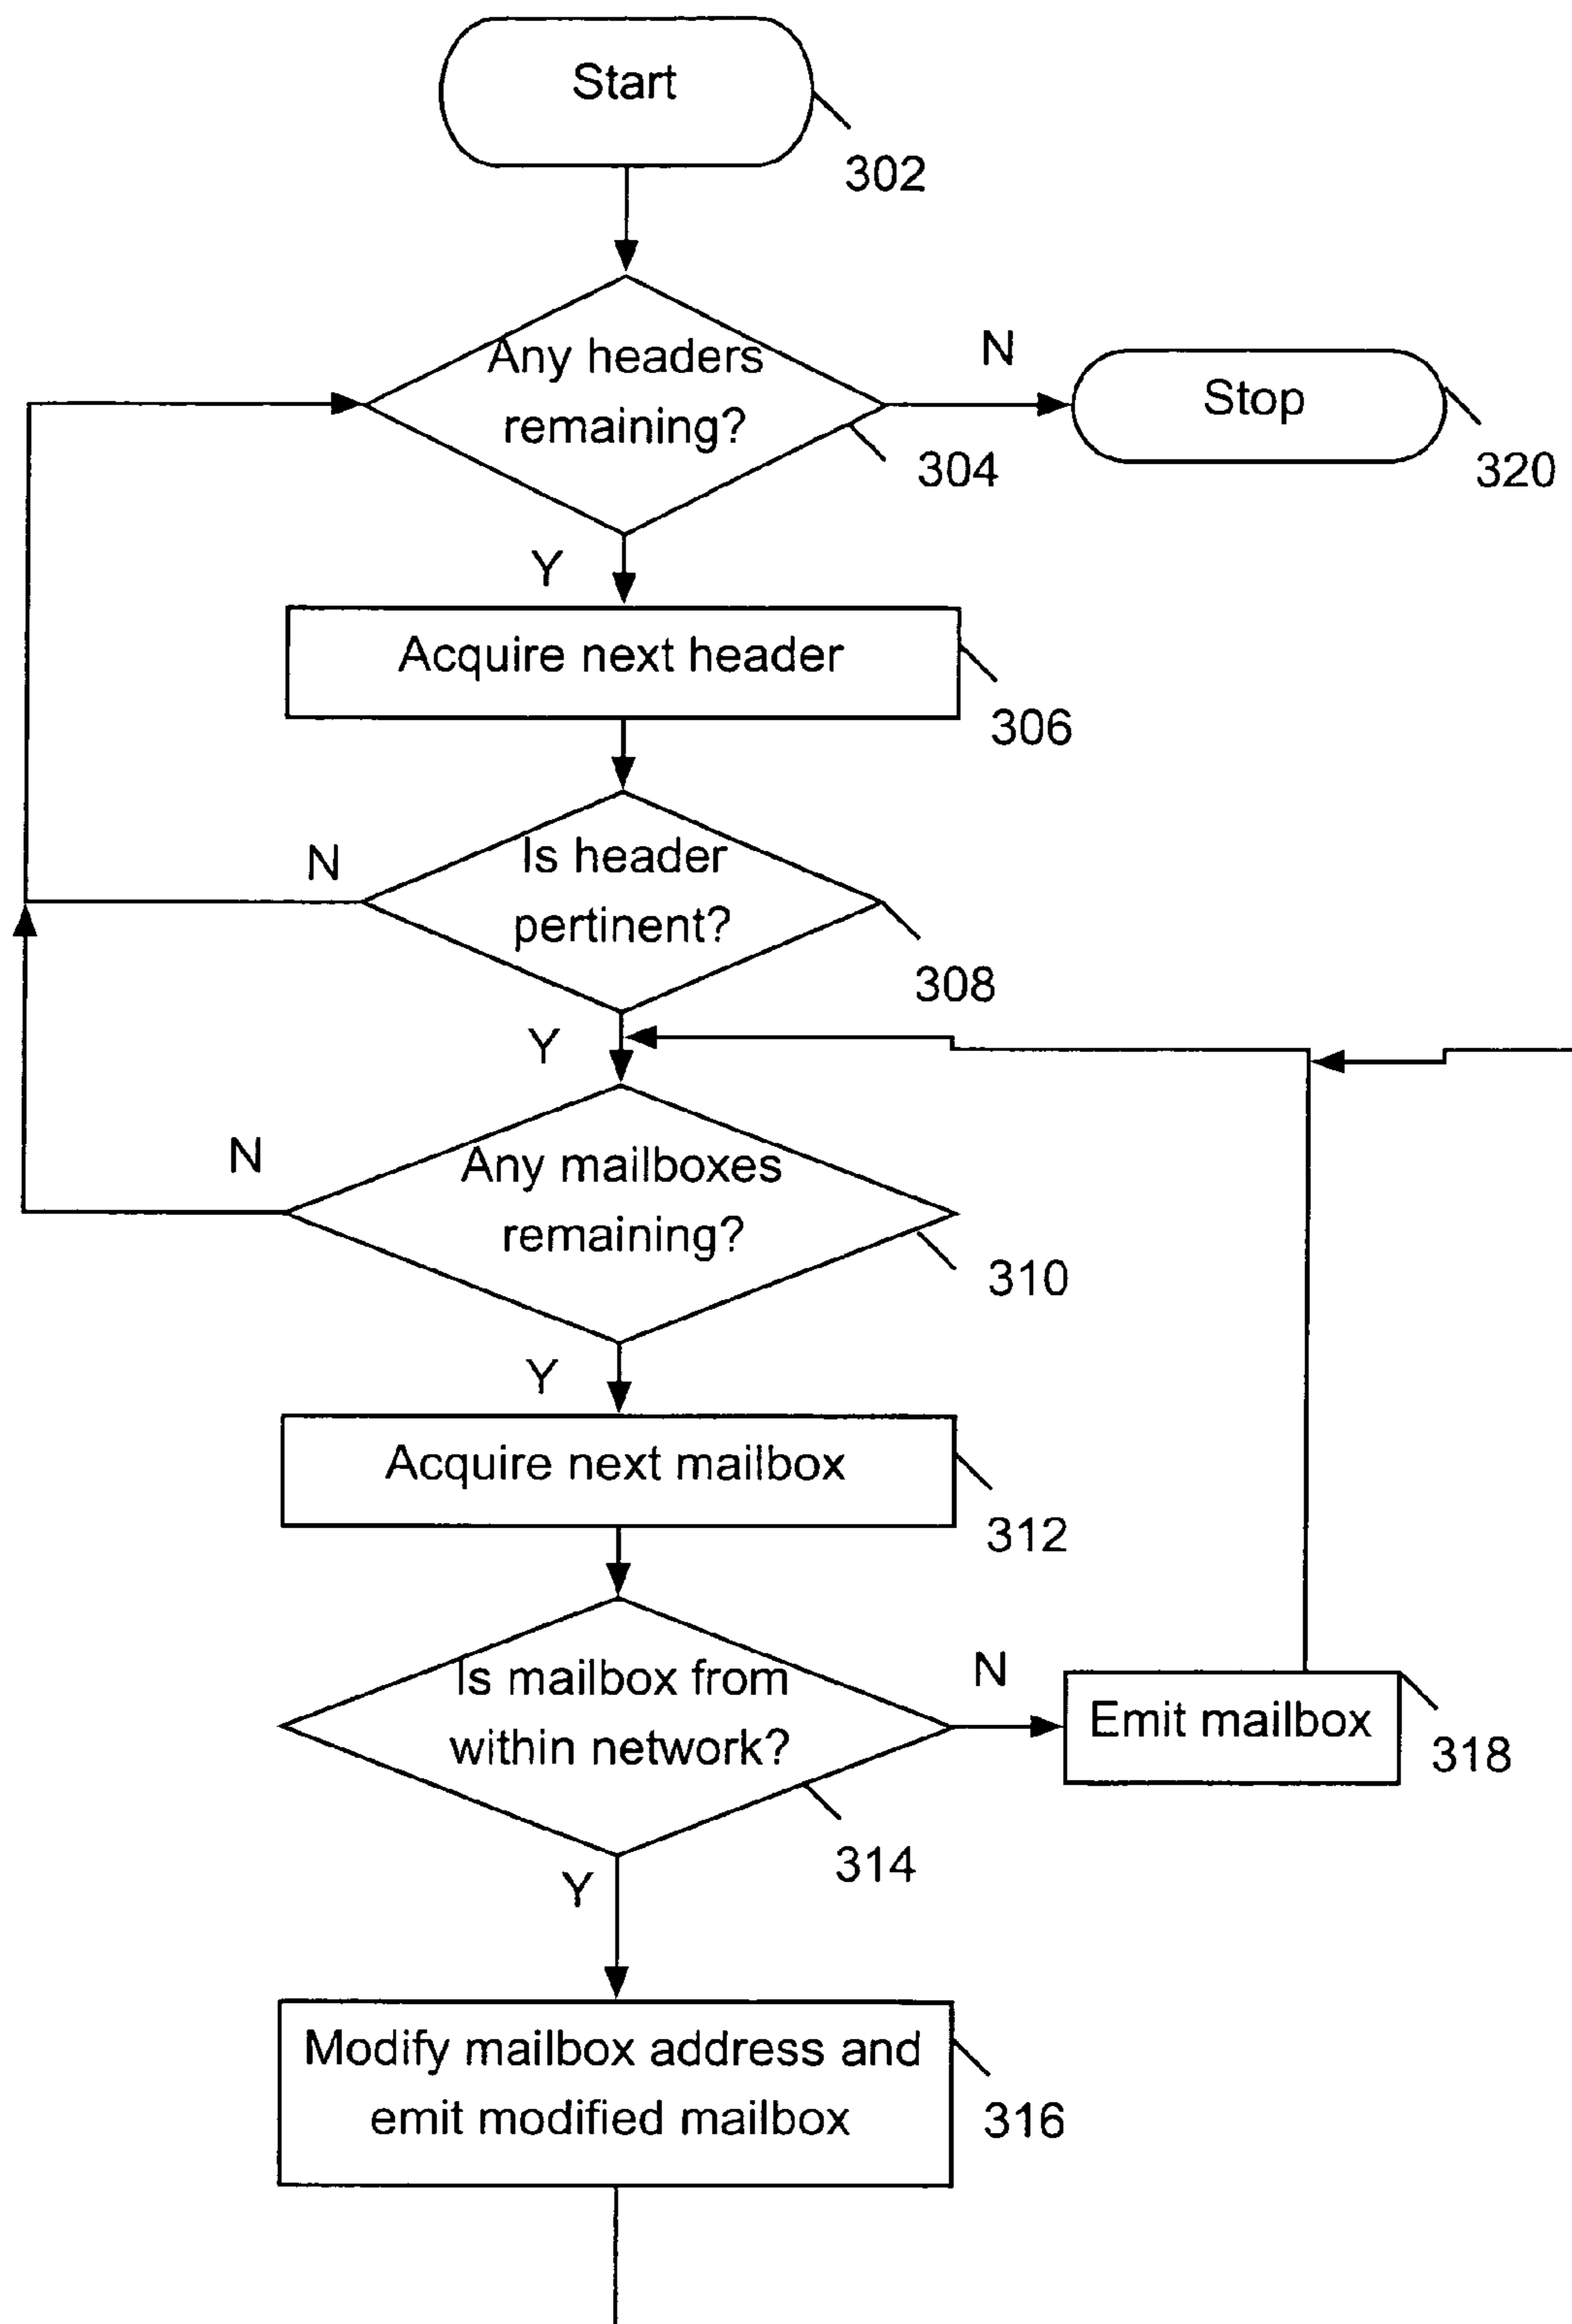 Start
302
Any headers
remaining?
N
304
Stop
320
Y
Acquire next header
306
Is header
pertinent?
N
308
Y
Any mailboxes
remaining?
N
310
Y
Acquire next mailbox
312
Is mailbox from
within network?
N
314
Emit mailbox
318
Y
Modify mailbox address and
emit modified mailbox
316